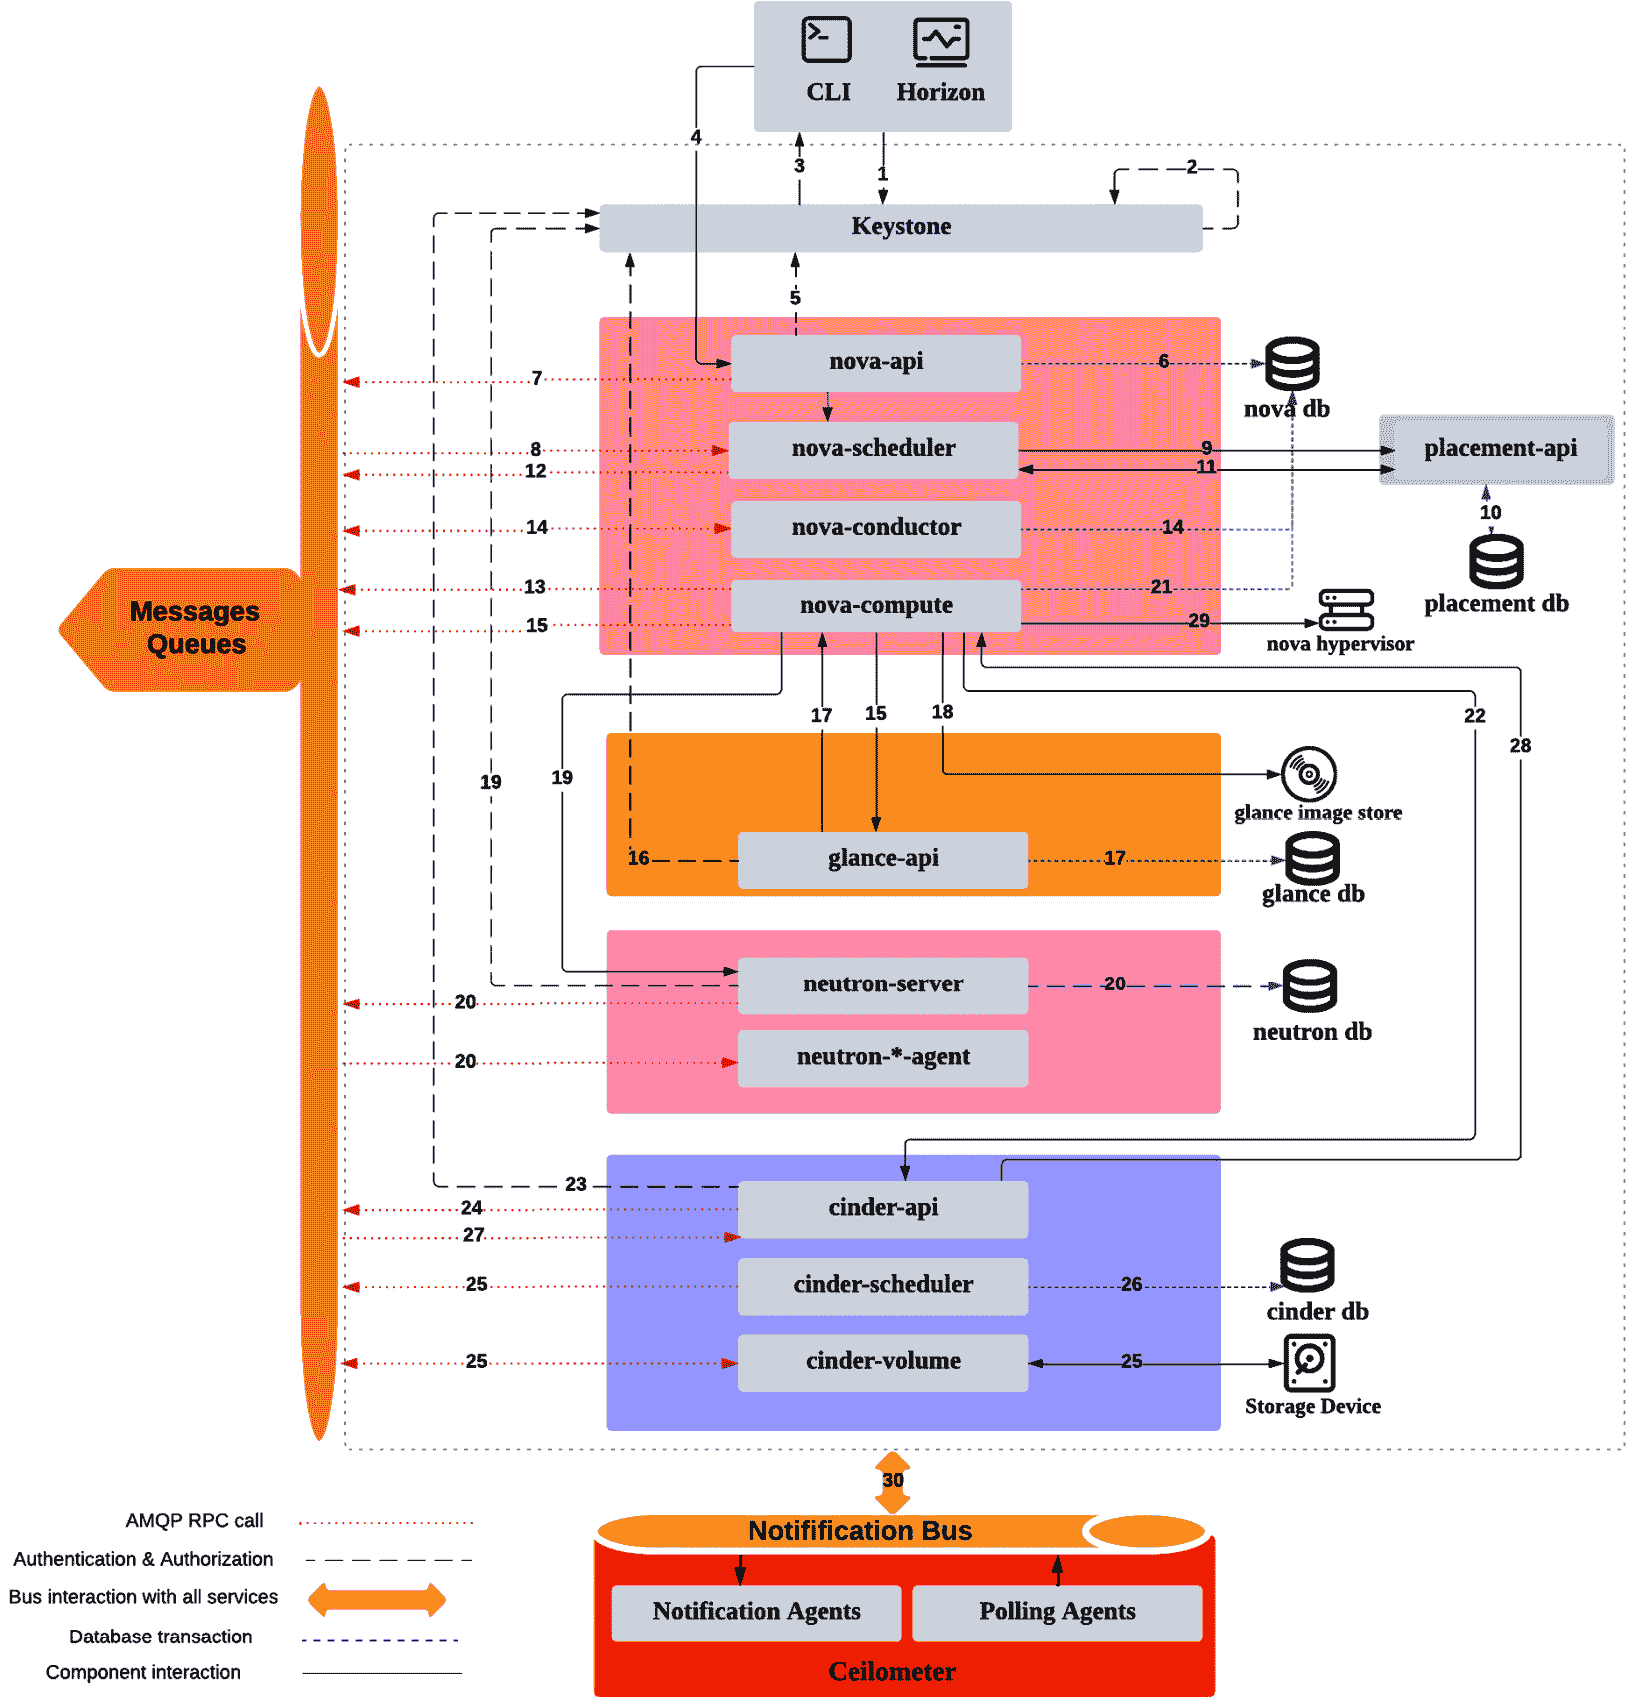 CLI
Horizon
4
3
1
2
Keystone
5
nova-api
6
7
nova db
nova-scheduler
8
9
placement-api
12
11
10
nova-conductor
14
14
placement db
nova-compute
13
21
15
29
nova hypervisor
Messages
Queues
17
15
18
22
28
19
19
glance image store
16
glance-api
17
glance db
neutron-server
20
20
neutron db
neutron-*-agent
20
23
24
cinder-api
27
25
cinder-scheduler
26
cinder db
25
cinder-volume
25
Storage Device
30
Notifification Bus
Notification Agents
Polling Agents
Ceilometer
AMQP RPC call
Authentication & Authorization
Bus interaction with all services
Database transaction
Component interaction